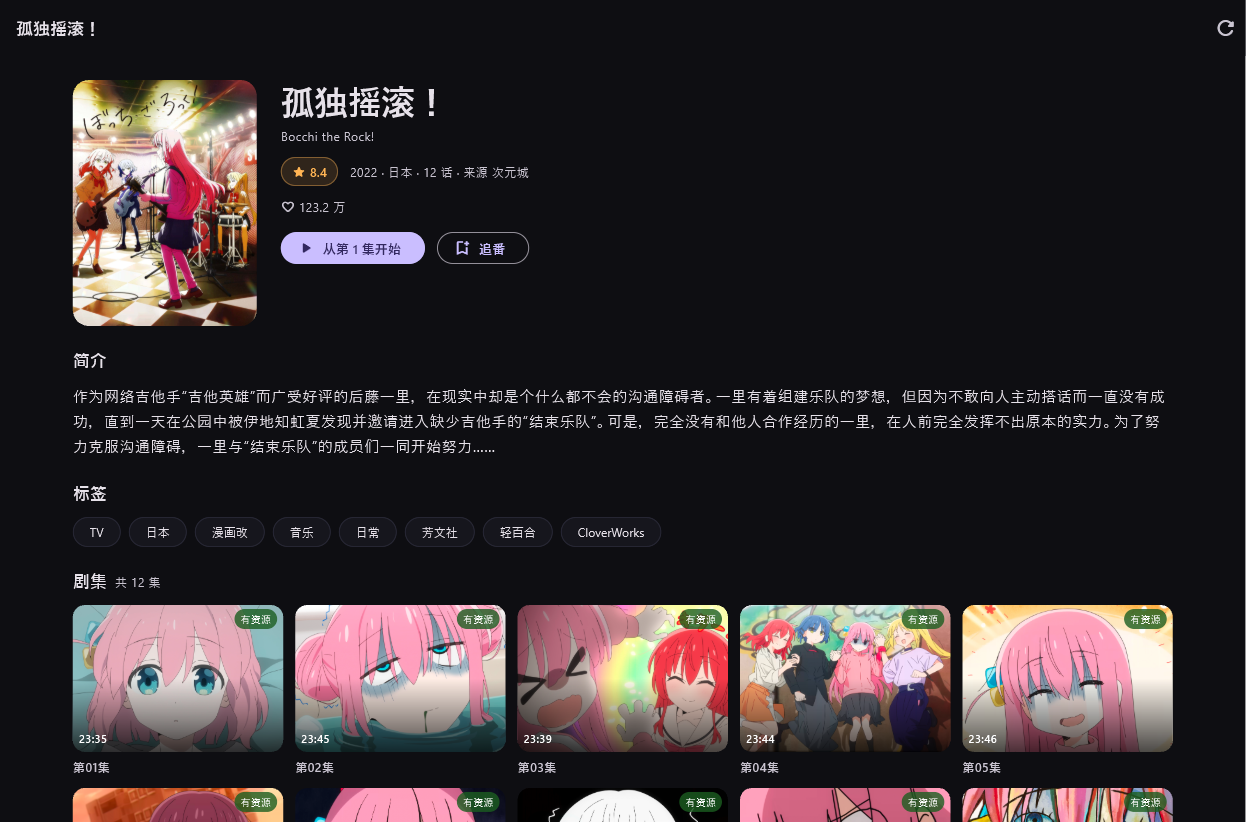 孤独摇滚！
ぼっち・ざ・ろっく！
孤独摇滚！
Bocchi the Rock!
8.4
2022 · 日本 · 12 话 · 来源 次元城
123.2 万
从第 1 集开始
追番
简介
作为网络吉他手“吉他英雄”而广受好评的后藤一里，在现实中却是个什么都不会的沟通障碍者。一里有着组建乐队的梦想，但因为不敢向人主动搭话而一直没有成
功，直到一天在公园中被伊地知虹夏发现并邀请进入缺少吉他手的“结束乐队”。可是，完全没有和他人合作经历的一里，在人前完全发挥不出原本的实力。为了努
力克服沟通障碍，一里与“结束乐队”的成员们一同开始努力……
标签
TV
日本
漫画改
音乐
日常
芳文社
轻百合
CloverWorks
剧集 共 12 集
有资源
有资源
有资源
有资源
有资源
23:35
23:45
23:39
23:44
23:46
第01集
第02集
第03集
第04集
第05集
有资源
有资源
有资源
有资源
有资源